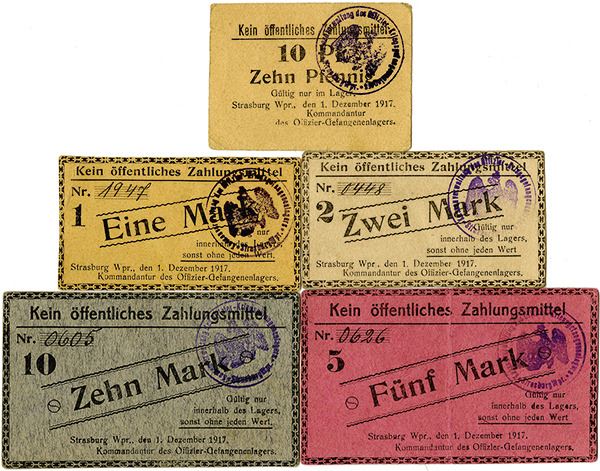 Kein öffentliches Zahlungsmittel
10
Zehn Pfennig
Gültig nur im Lager.
Strasburg Wpr., den 1. Dezember 1917.
Kommandantur
des Offizier-Gefangenenlagers.
Kein öffentliches Zahlungsmittel
Nr. 1947
1 Eine Mark
nur
innerhalb
sonst ohne jeden Wert.
Strasburg Wpr., den 1. Dezember 1917.
Kommandantur des Offizier-Gefangenenlagers.
Kein öffentliches Zahlungsmittel
Nr. 0448
2 Zwei Mark
Gültig nur
innerhalb des Lagers,
sonst ohne jeden Wert
Strasburg Wpr., den 1. Dezember 1917.
Kommandantur des Offizier-Gefangenenlagers.
Kein öffentliches Zahlungsmittel
Nr. 0605
10 Zehn Mark
Gültig nur
innerhalb des Lagers,
sonst ohne jeden Wert.
Strasburg Wpr., den 1. Dezember 1917.
Kommandantur des Offizier-Gefangenenlagers.
Kein öffentliches Zahlungsmittel
Nr. 0626
5 Fünf Mark
Gültig nur
innerhalb des Lagers,
sonst ohne jeden Wert
Strasburg Wpr., den 1. Dezember 1917.
Kommandantur des Offizier-Gefangenenlagers.